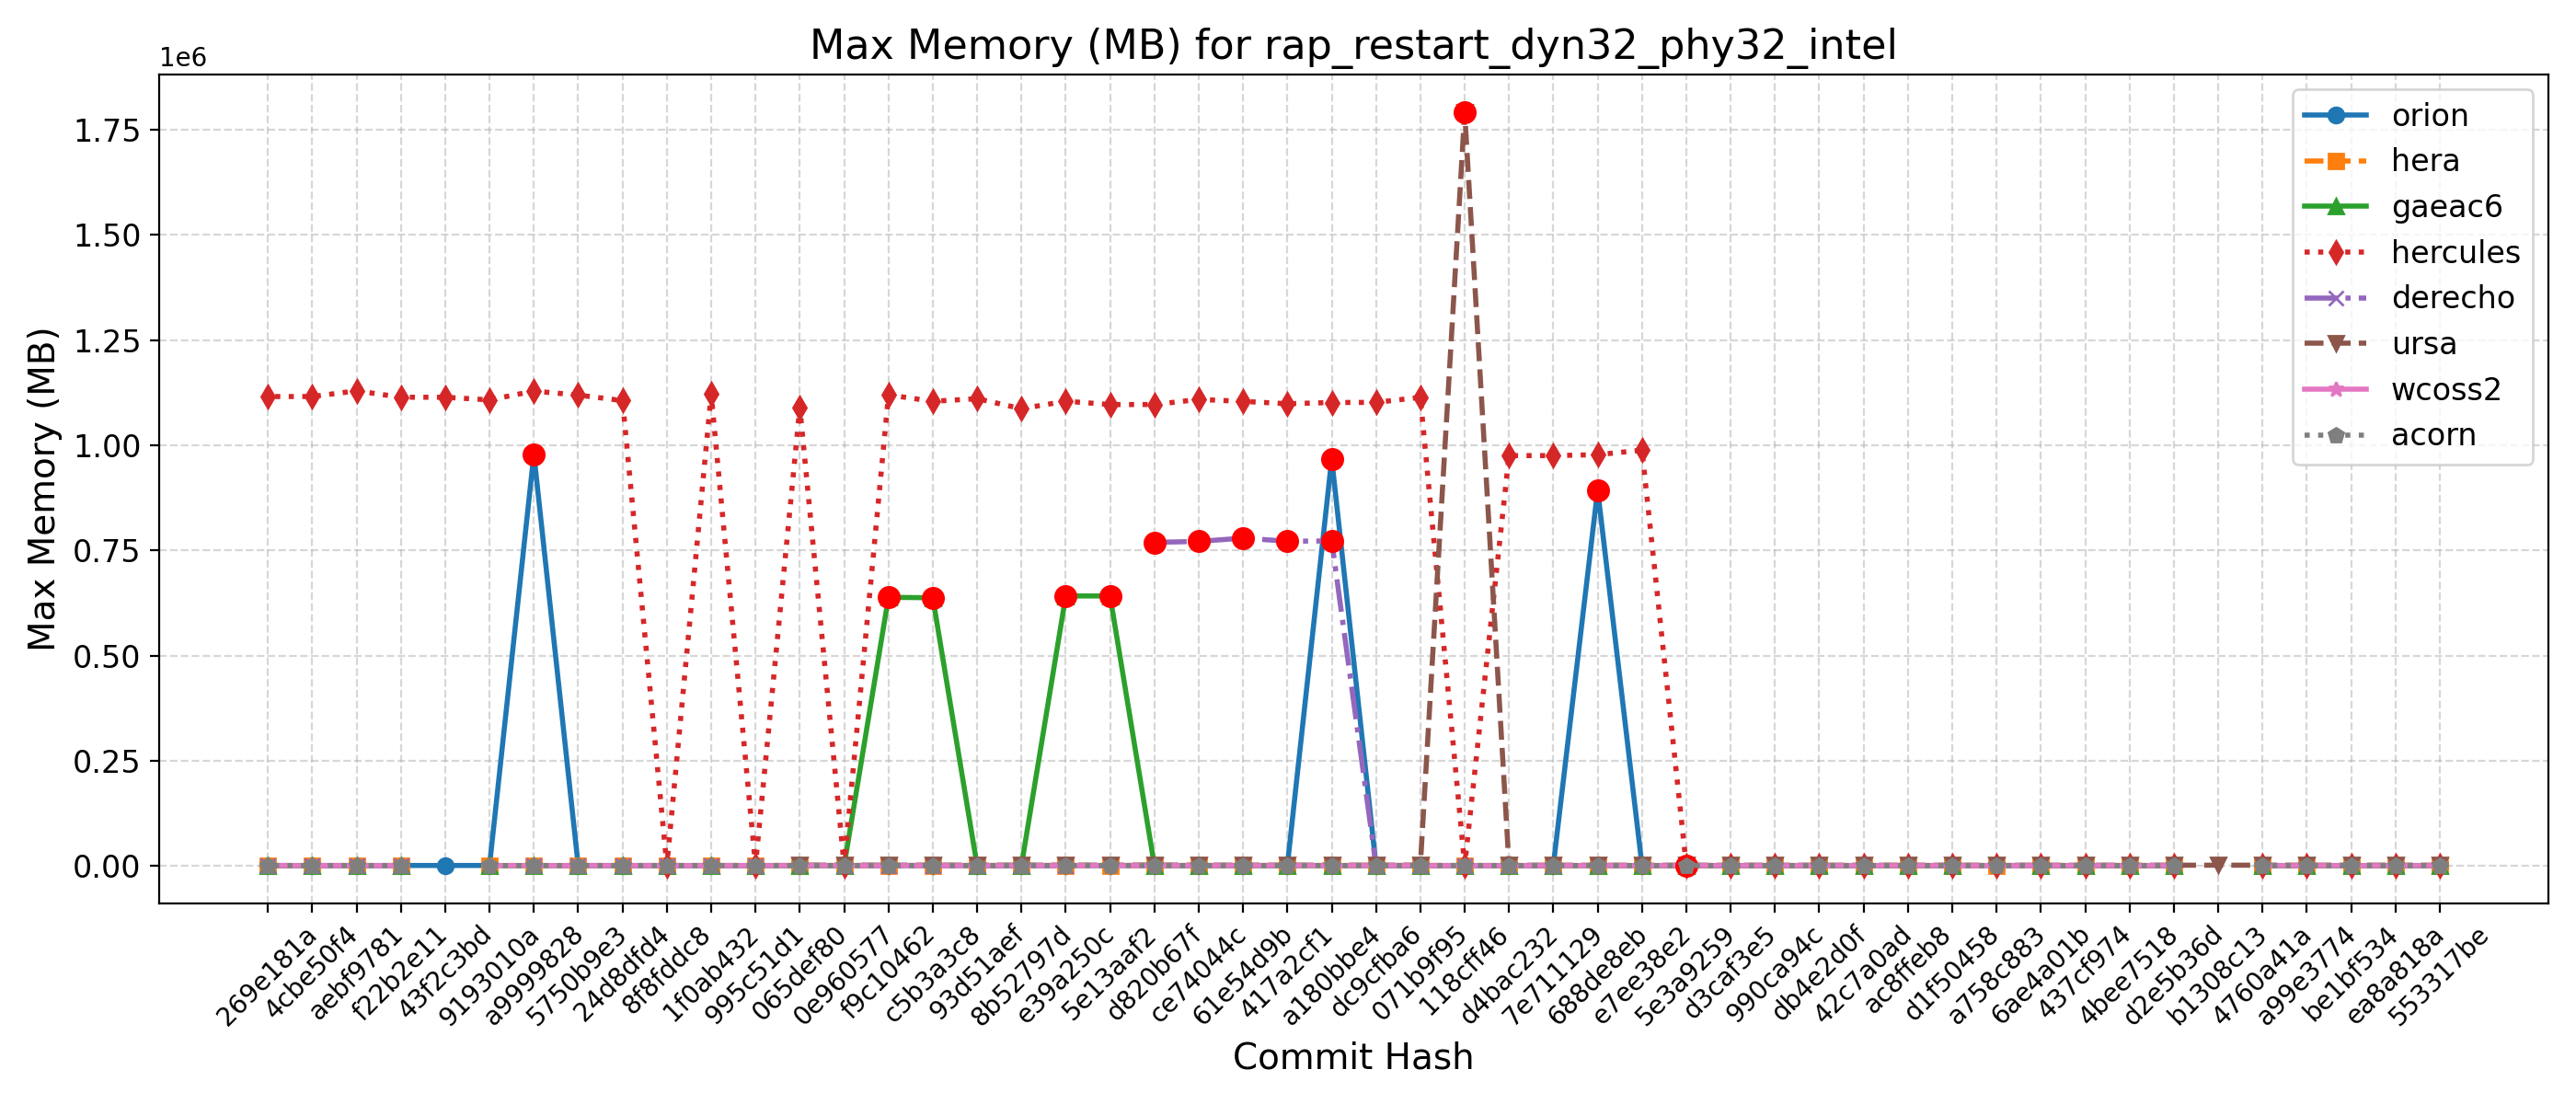 Max Memory (MB) for rap_restart_dyn32_phy32_intel
1e6
1.75
1.50
1.25
1.00
0.75
0.50
0.25
0.00
Max Memory (MB)
orion
hera
gaeac6
hercules
derecho
ursa
wcoss2
acorn
269e181a
4cbe50f4
aebf9781
f22b2e11
43f2c3bd
9193010a
a9999828
5750b9e3
24d8dfd4
8f8fddc8
1f0ab432
995c51d1
065def80
0e960577
f9c10462
c5b3a3c8
93d51aef
8b52797d
e39a250c
5e13aaf2
d820b67f
ce74044c
61e54d9b
417a2cf1
a180bbe4
dc9cfba6
071b9f95
118cff46
d4bac232
7e711129
688de8eb
e7ee38e2
5e3a9259
d3caf3e5
990ca94c
db4e2d0f
42c7a0ad
ac8ffeb8
d1f50458
a758c883
6ae4a01b
437cf974
4bee7518
d2e5b36d
b1308c13
4760a41a
a99e3774
be1bf534
ea8a818a
553317be
Commit Hash